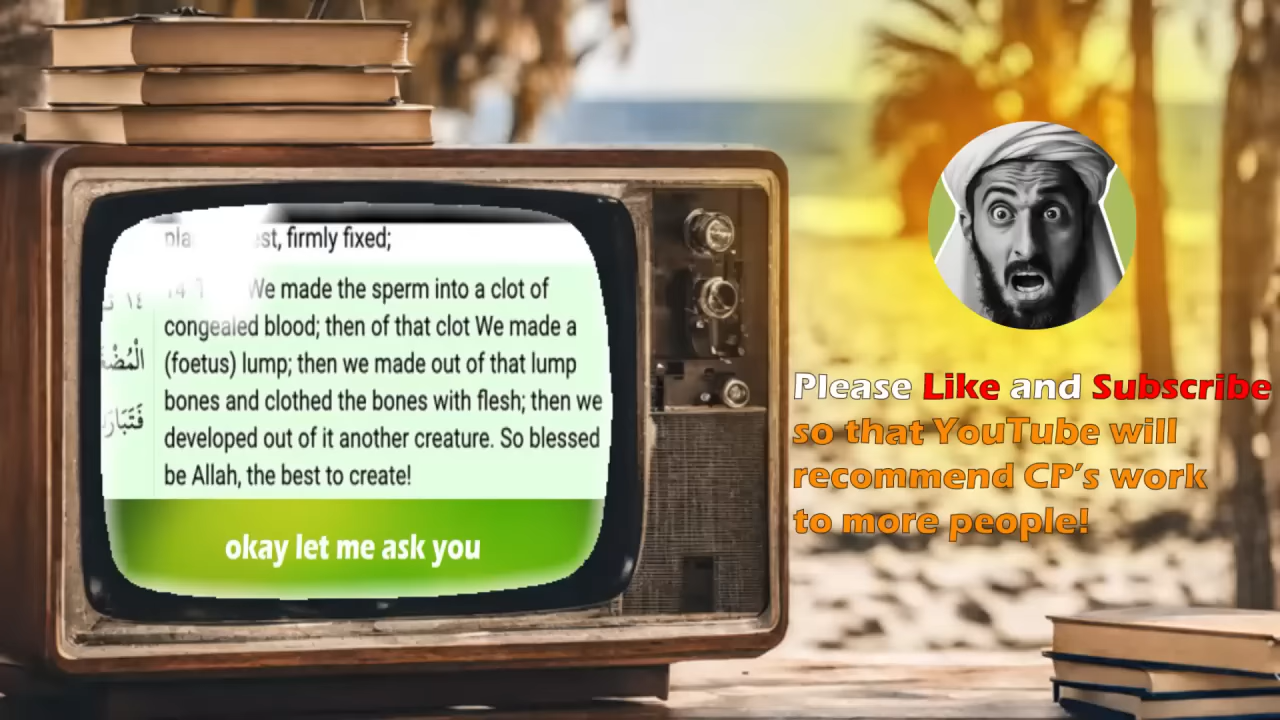 est, firmly fixed;
We made the sperm into a clot of
congealed blood; then of that clot We made a
(foetus) lump; then we made out of that lump
bones and clothed the bones with flesh; then we
developed out of it another creature. So blessed
be Allah, the best to create!
١٤
okay let me ask you
Please Like and Subscribe
so that YouTube will
recommend CP's work
to more people!